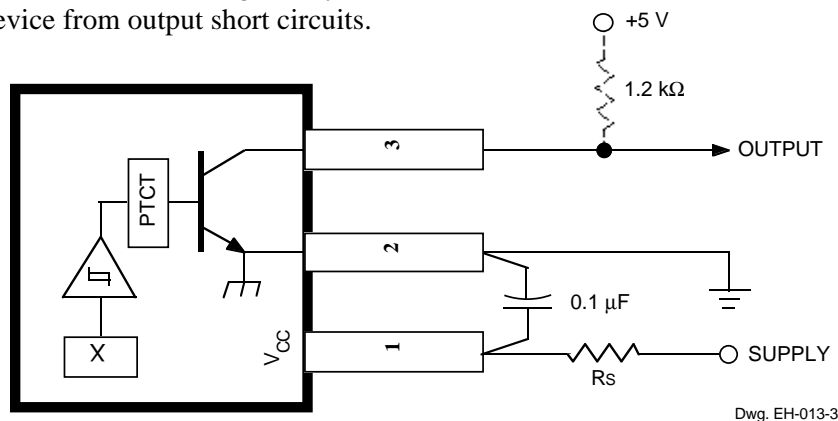 evice from output short circuits.
+5 V
1.2 kΩ
3
OUTPUT
PTCT
2
0.1 μF
X
VCC
1
RS
SUPPLY
Dwg. EH-013-3